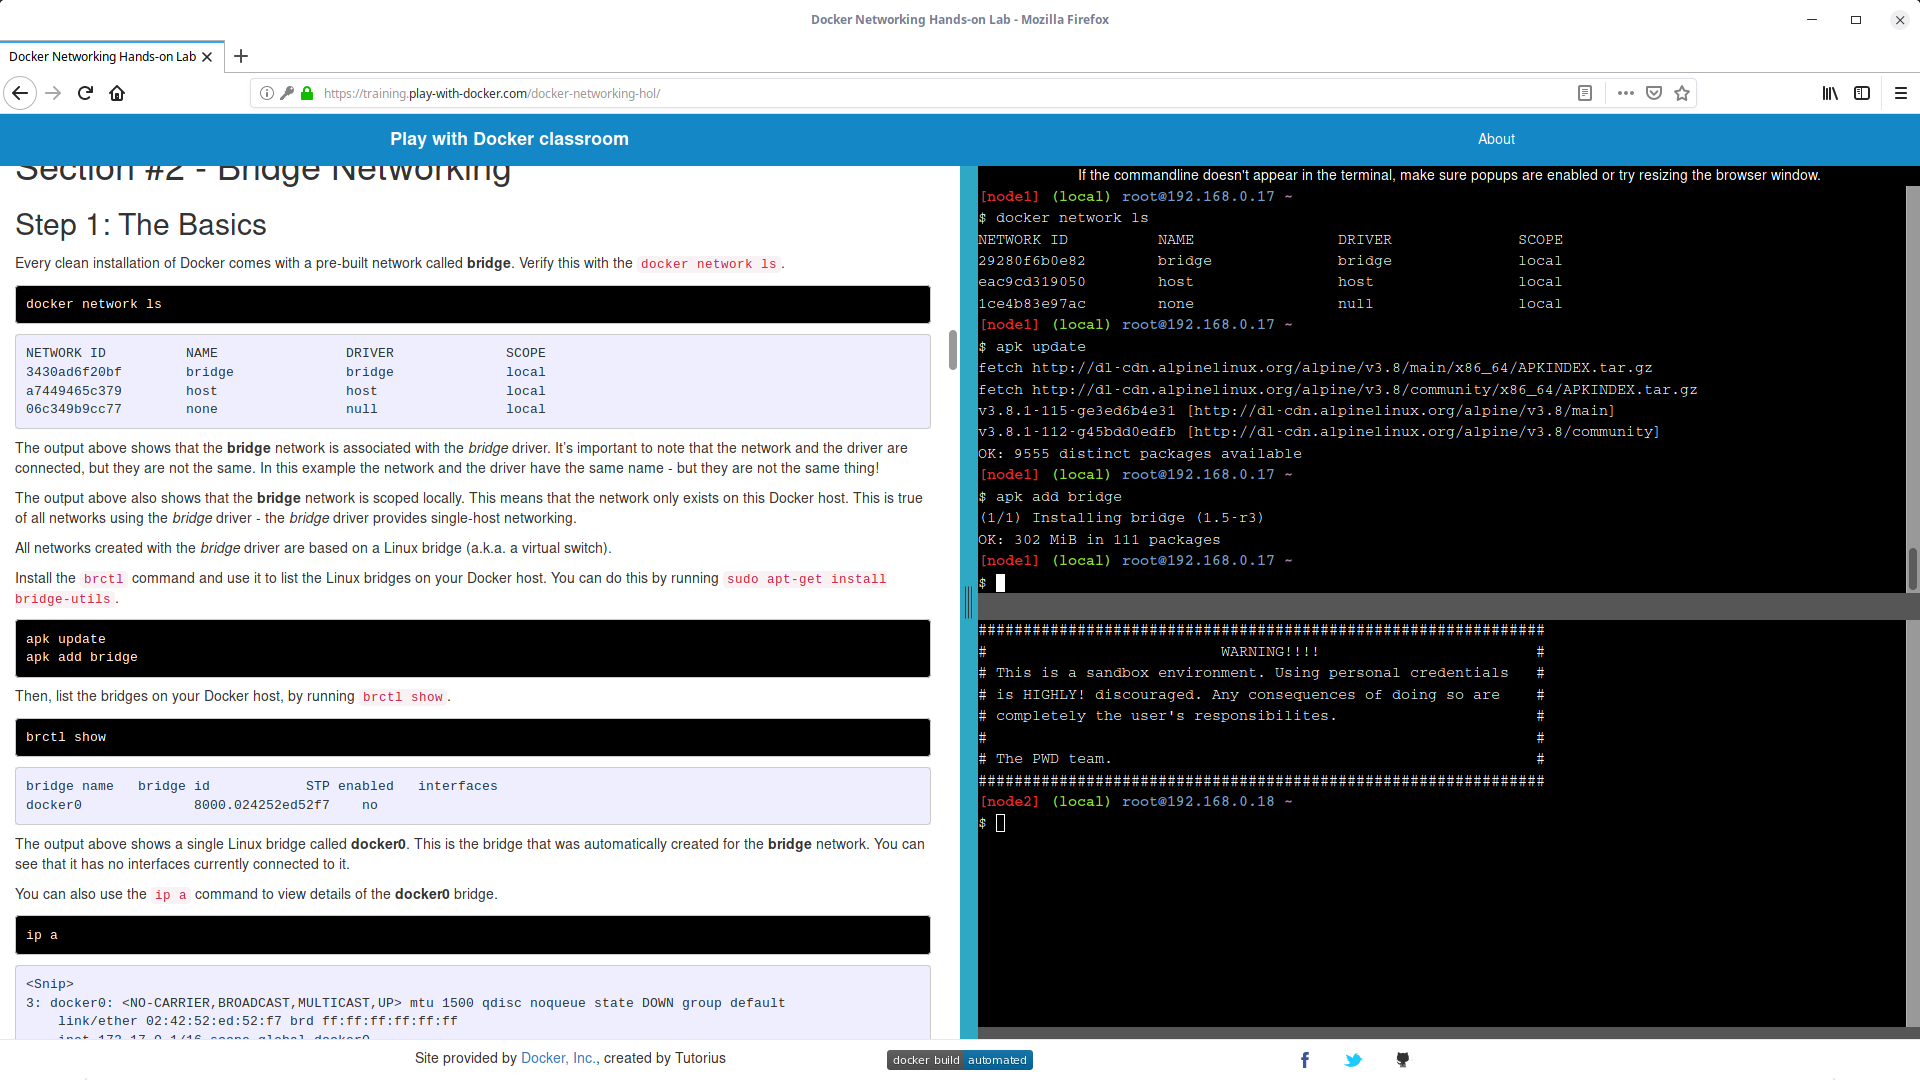 Docker Networking Hands-on Lab - Mozilla Firefox
Docker Networking Hands-on Lab
https://training.play-with-docker.com/docker-networking-hol/
Play with Docker classroom
About
Section #2 - Bridge Networking
Step 1: The Basics
Every clean installation of Docker comes with a pre-built network called bridge. Verify this with the docker network ls.
docker network ls
NETWORK ID NAME DRIVER SCOPE
3430ad6f20bf bridge bridge local
a7449465c379 host host local
06c349b9cc77 none null local
The output above shows that the bridge network is associated with the bridge driver. It's important to note that the network and the driver are
connected, but they are not the same. In this example the network and the driver have the same name - but they are not the same thing!
The output above also shows that the bridge network is scoped locally. This means that the network only exists on this Docker host. This is true
of all networks using the bridge driver - the bridge driver provides single-host networking.
All networks created with the bridge driver are based on a Linux bridge (a.k.a. a virtual switch).
Install the brctl command and use it to list the Linux bridges on your Docker host. You can do this by running sudo apt-get install
bridge-utils.
apk update
apk add bridge
Then, list the bridges on your Docker host, by running brctl show.
brctl show
bridge name bridge id STP enabled interfaces
docker0 8000.024252ed52f7 no
The output above shows a single Linux bridge called docker0. This is the bridge that was automatically created for the bridge network. You can
see that it has no interfaces currently connected to it.
You can also use the ip a command to view details of the docker0 bridge.
ip a
<Snip>
3: docker0: <NO-CARRIER,BROADCAST,MULTICAST,UP> mtu 1500 qdisc noqueue state DOWN group default
link/ether 02:42:52:ed:52:f7 brd ff:ff:ff:ff:ff:ff
inet 172.17.0.1/16 scope global docker0
If the commandline doesn't appear in the terminal, make sure popups are enabled or try resizing the browser window.
[node1] (local) root@192.168.0.17 ~
$ docker network ls
NETWORK ID NAME DRIVER SCOPE
29280f6b0e82 bridge bridge local
eac9cd319050 host host local
1ce4b83e97ac none null local
[node1] (local) root@192.168.0.17 ~
$ apk update
fetch http://dl-cdn.alpinelinux.org/alpine/v3.8/main/x86_64/APKINDEX.tar.gz
fetch http://dl-cdn.alpinelinux.org/alpine/v3.8/community/x86_64/APKINDEX.tar.gz
v3.8.1-115-ge3ed6b4e31 [http://dl-cdn.alpinelinux.org/alpine/v3.8/main]
v3.8.1-112-g45bdd0edfb [http://dl-cdn.alpinelinux.org/alpine/v3.8/community]
OK: 9555 distinct packages available
[node1] (local) root@192.168.0.17 ~
$ apk add bridge
(1/1) Installing bridge (1.5-r3)
OK: 302 MiB in 111 packages
[node1] (local) root@192.168.0.17 ~
$
###############################################################
# WARNING!!!! #
# This is a sandbox environment. Using personal credentials #
# is HIGHLY! discouraged. Any consequences of doing so are #
# completely the user's responsibilites. #
# #
# The PWD team. #
###############################################################
[node2] (local) root@192.168.0.18 ~
$
Site provided by Docker, Inc., created by Tutorius
docker build automated